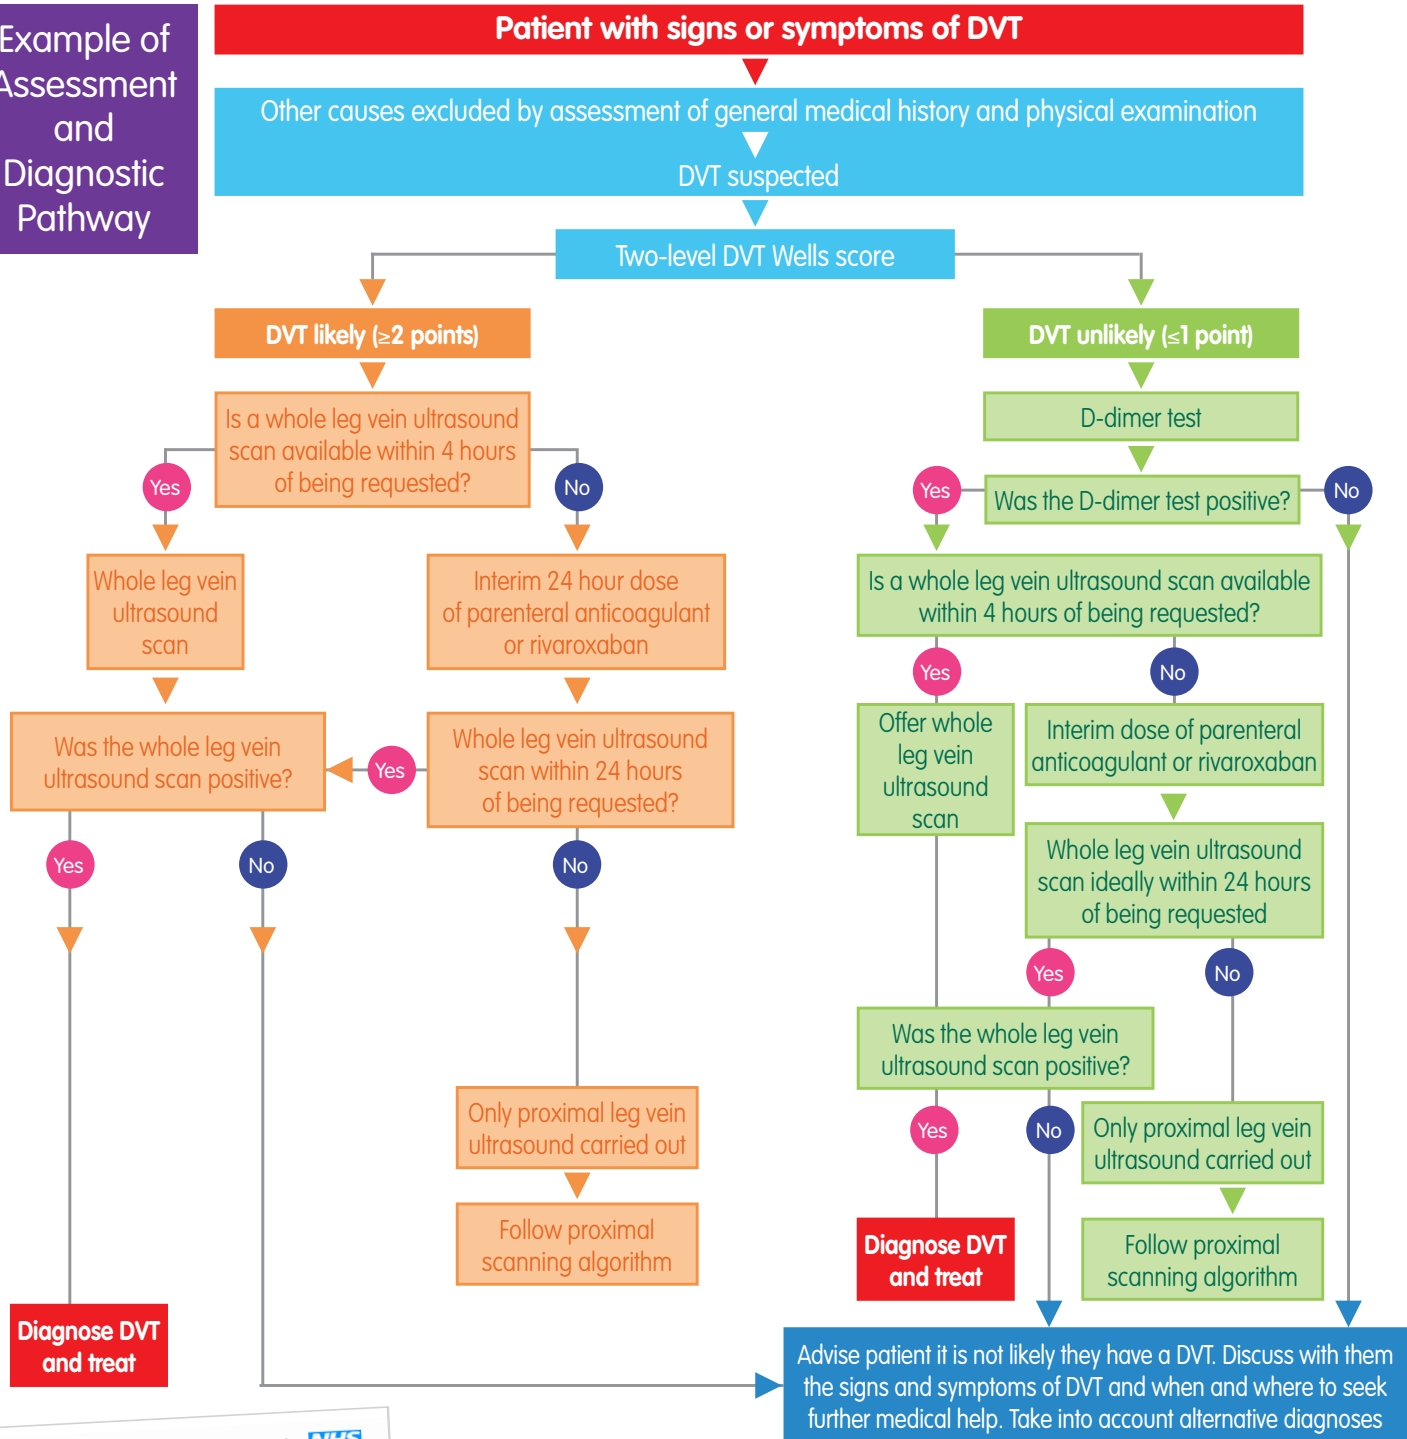 Example of
Assessment
and
Diagnostic
Pathway
Patient with signs or symptoms of DVT
Other causes excluded by assessment of general medical history and physical examination
DVT suspected
Two-level DVT Wells score
DVT likely (≥2 points)
Is a whole leg vein ultrasound
scan available within 4 hours
of being requested?
Yes
No
Whole leg vein
ultrasound
scan
Interim 24 hour dose
of parenteral anticoagulant
or rivaroxaban
Was the whole leg vein
ultrasound scan positive?
Yes
Whole leg vein ultrasound
scan within 24 hours
of being requested?
Yes
No
No
Only proximal leg vein
ultrasound carried out
Follow proximal
scanning algorithm
Diagnose DVT
and treat
DVT unlikely (≤1 point)
D-dimer test
Yes
Was the D-dimer test positive?
No
Is a whole leg vein ultrasound scan available
within 4 hours of being requested?
Yes
No
Offer whole
leg vein
ultrasound
scan
Interim dose of parenteral
anticoagulant or rivaroxaban
Whole leg vein ultrasound
scan ideally within 24 hours
of being requested
Yes
No
Was the whole leg vein
ultrasound scan positive?
Yes
No
Only proximal leg vein
ultrasound carried out
Diagnose DVT
and treat
Follow proximal
scanning algorithm
Advise patient it is not likely they have a DVT. Discuss with them
the signs and symptoms of DVT and when and where to seek
further medical help. Take into account alternative diagnoses
NHS